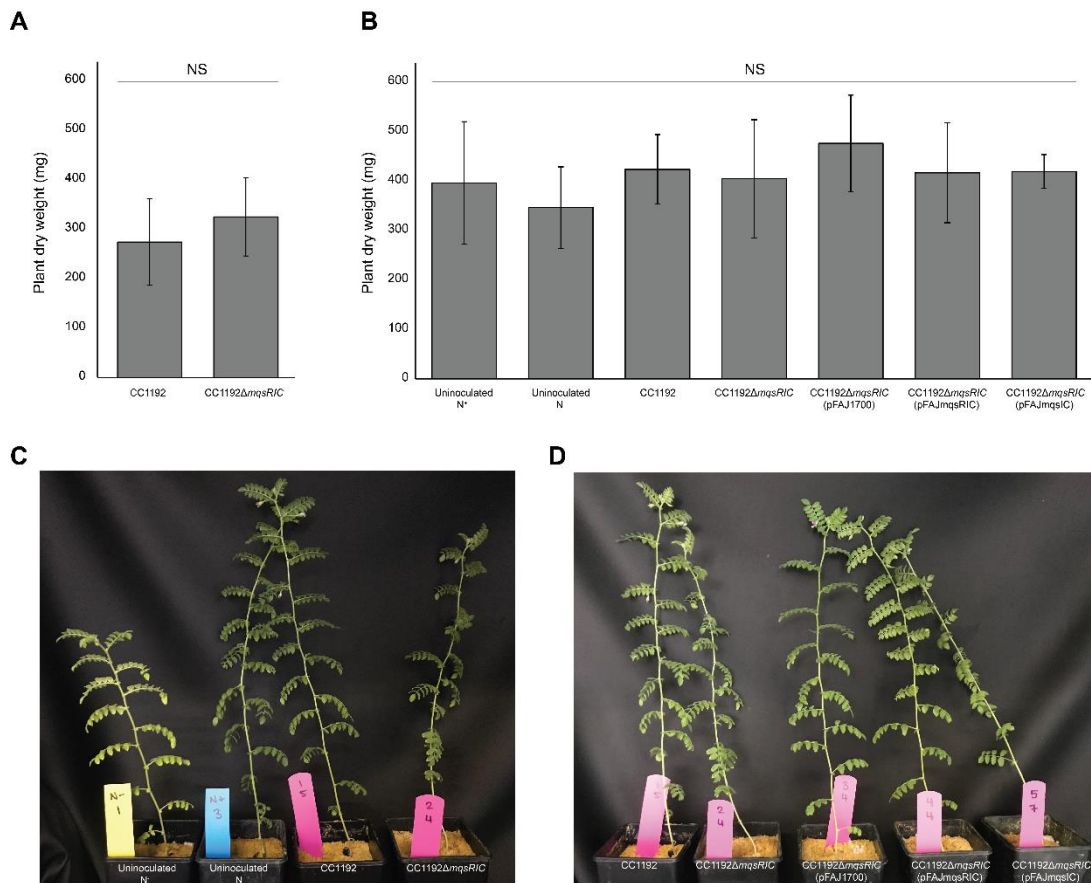 A
NS
600
500
400
300
200
100
0
Plant dry weight (mg)
CC1192
CC1192ΔmqsRIC
B
NS
600
500
400
300
200
100
0
Plant dry weight (mg)
Uninoculated
N⁺
Uninoculated
N
CC1192
CC1192ΔmqsRIC
CC1192ΔmqsRIC
(pFAJ1700)
CC1192ΔmqsRIC
(pFAJmqsRIC)
CC1192ΔmqsRIC
(pFAJmqsIC)
C
N-
1
N+
3
1
5
2
4
Uninoculated
N
Uninoculated
N
CC1192
CC1192ΔmqsRIC
D
5
2
4
3
4
4
4
5
7
CC1192
CC1192ΔmqsRIC
CC1192ΔmqsRIC
(pFAJ1700)
CC1192ΔmqsRIC
(pFAJmqsRIC)
CC1192ΔmqsRIC
(pFAJmqsIC)